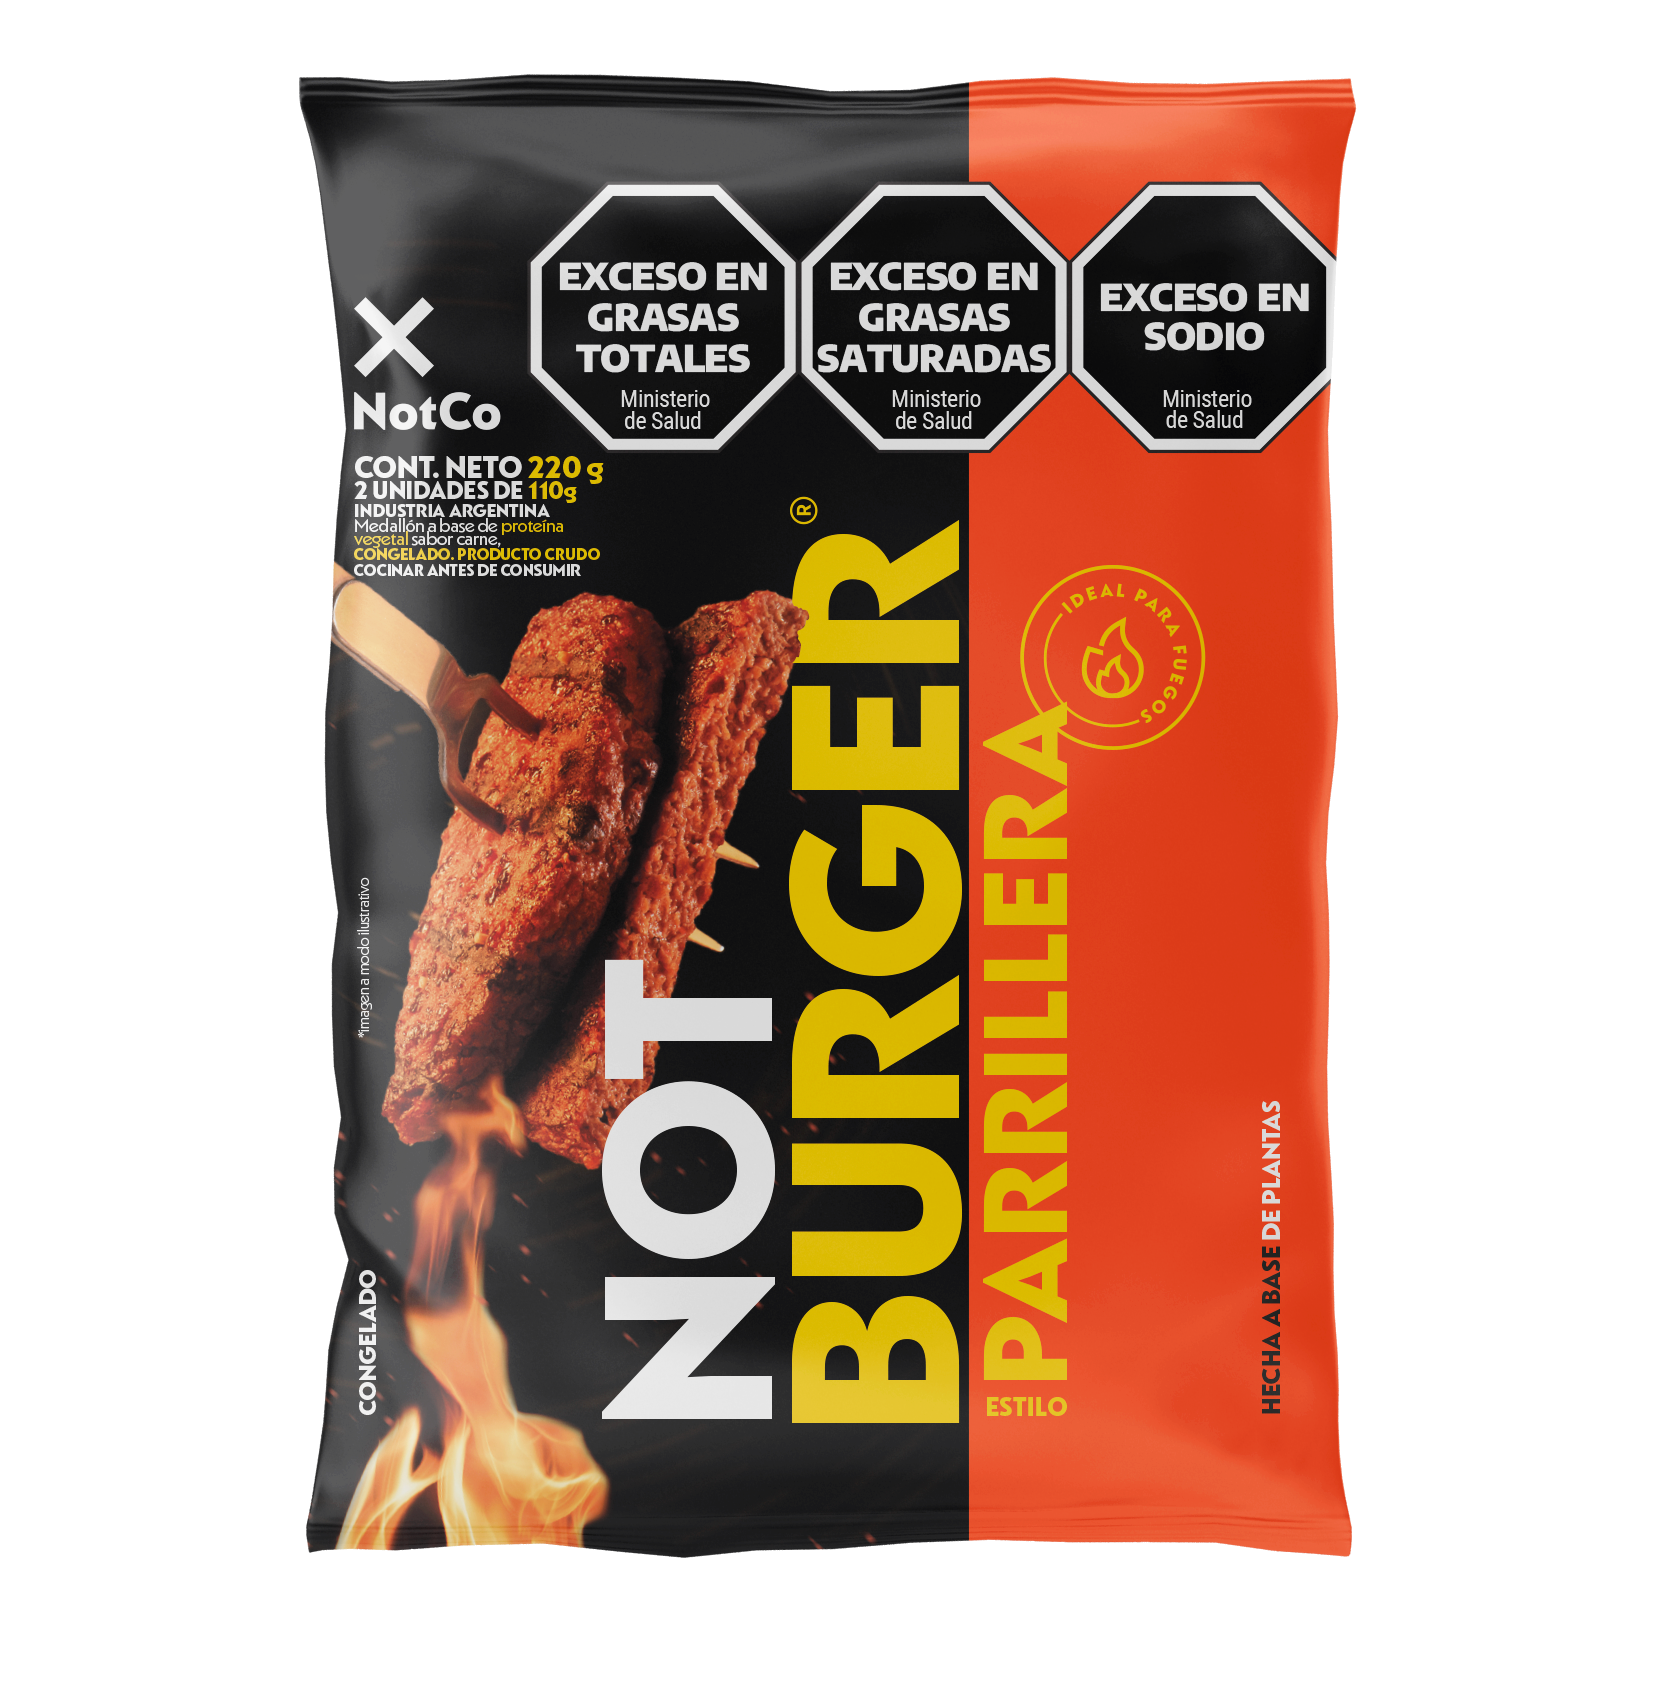 EXCESO EN
GRASAS
TOTALES
Ministerio
de Salud
EXCESO EN
GRASAS
SATURADAS
Ministerio
de Salud
EXCESO EN
SODIO
Ministerio
de Salud
NotCo
CONT. NETO 220 g
2 UNIDADES DE 110g
INDUSTRIA ARGENTINA
Medallón a base de proteína
vegetal sabor carne,
CONGELADO. PRODUCTO CRUDO
COCINAR ANTES DE CONSUMIR
*imagen a modo ilustrativo
CONGELADO
NOT
BURGER®
ESTILO
PARRILLERA
IDEAL PARA FUEGOS
HECHA A BASE DE PLANTAS